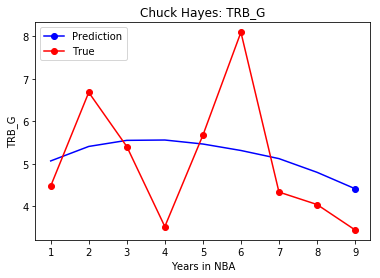 Chuck Hayes: TRB_G
Prediction
True
TRB_G
8
7
6
5
4
1 2 3 4 5 6 7 8 9
Years in NBA